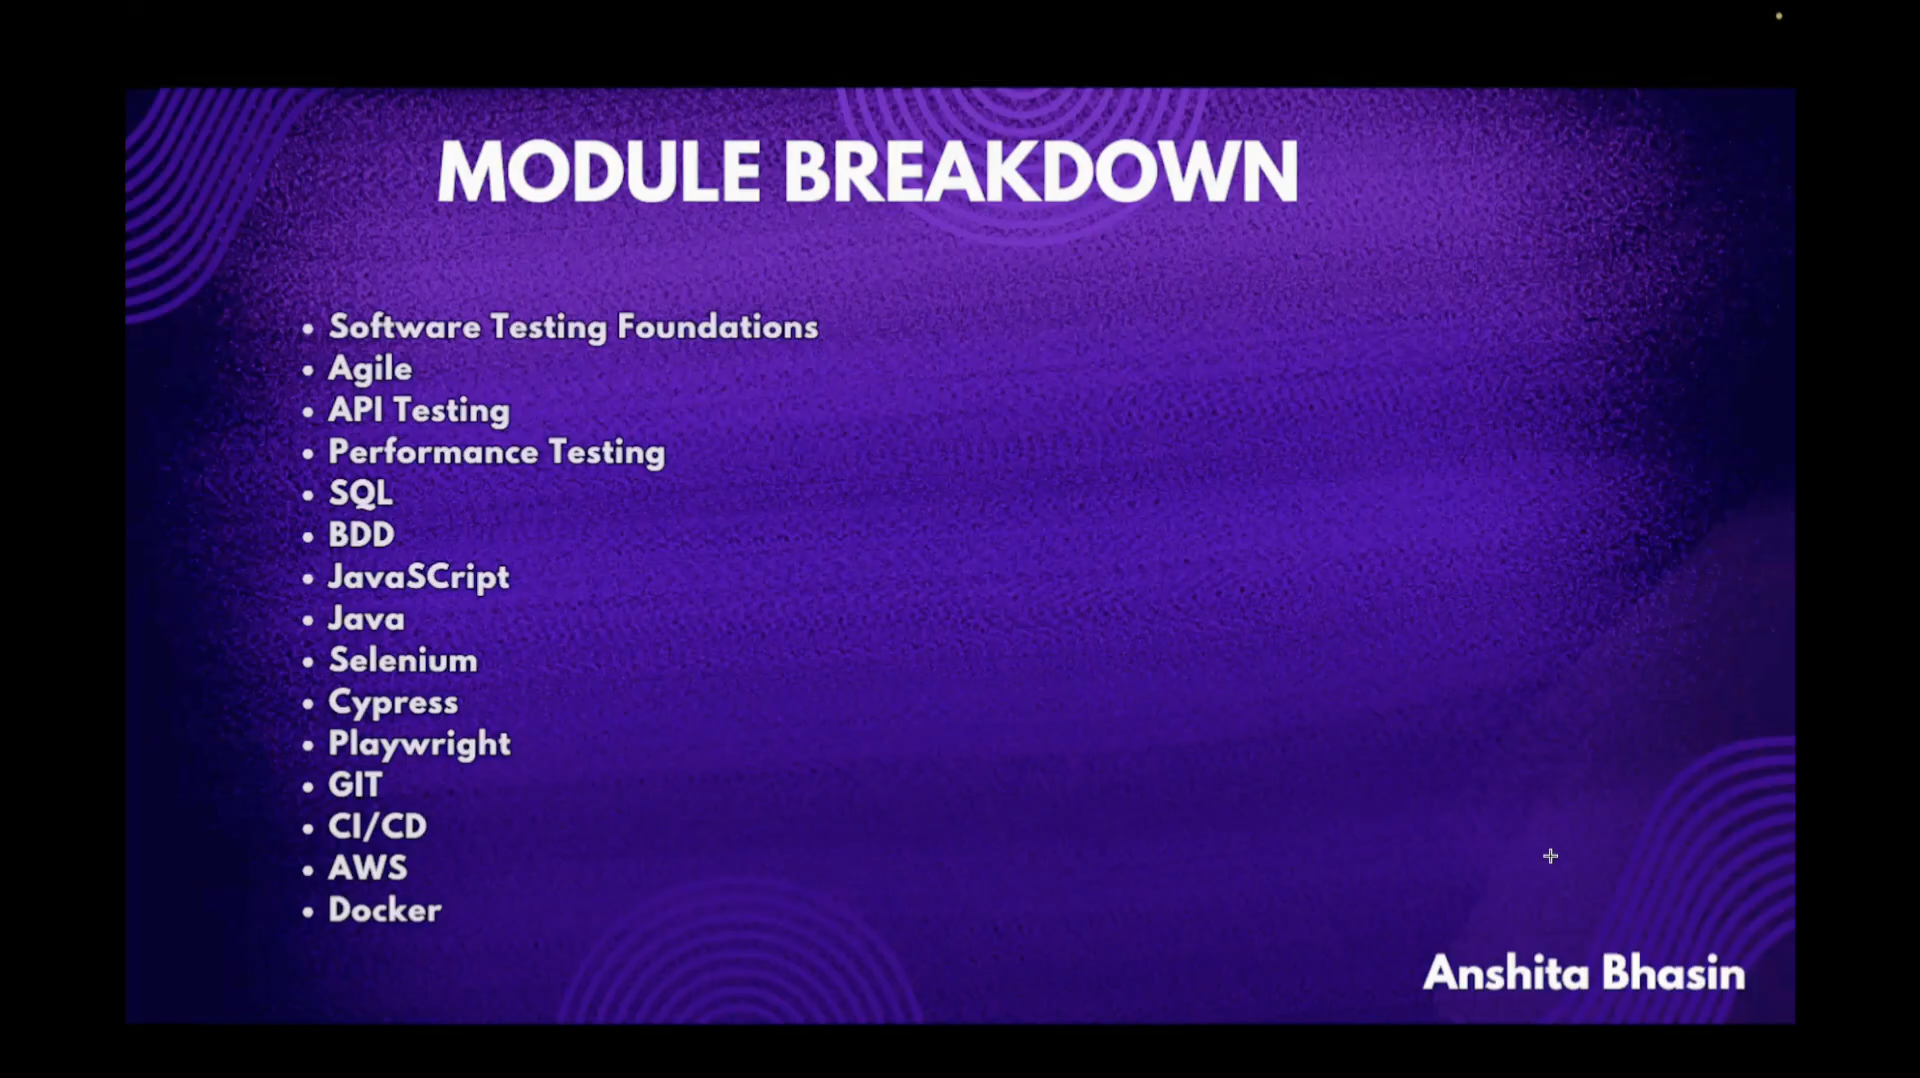 MODULE BREAKDOWN
• Software Testing Foundations
• Agile
• API Testing
• Performance Testing
• SQL
• BDD
• JavaSCript
• Java
• Selenium
• Cypress
• Playwright
• GIT
• CI/CD
• AWS
• Docker
Anshita Bhasin